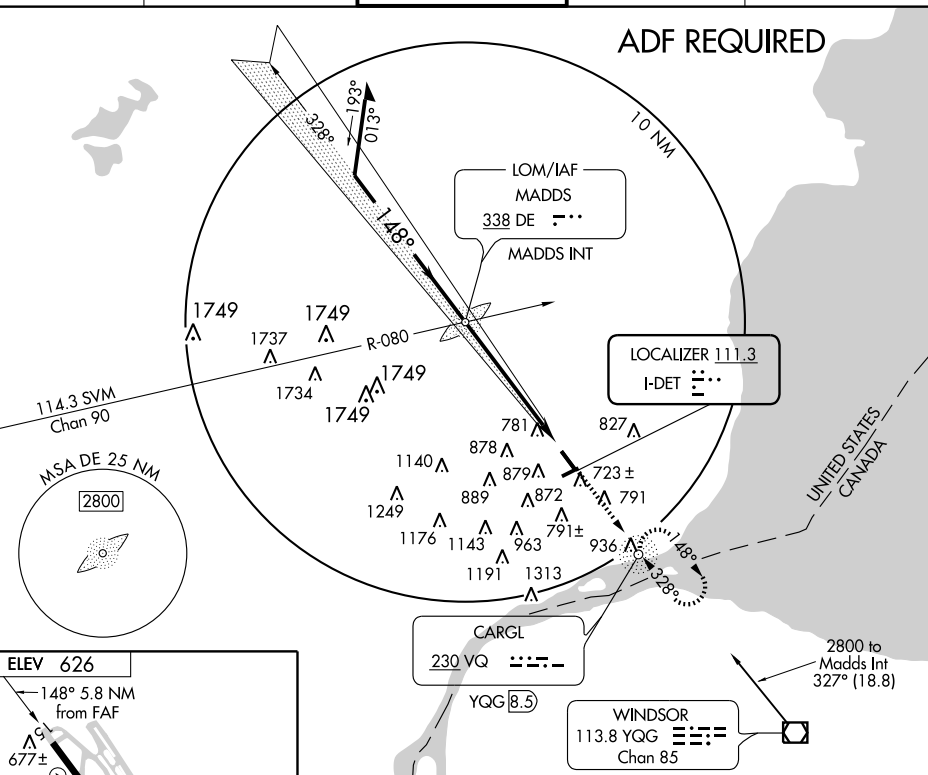 ADF REQUIRED
10 NM
193°
013°
328°
148°
LOM/IAF
MADDS
338 DE
MADDS INT
1749
1737
1749
R-080
1734
1749
1749
114.3 SVM
Chan 90
LOCALIZER 111.3
I-DET
781
827
878
1140
879
723 ±
889
872
791
1249
791±
1176
1143
963
936
1191
1313
148°
328°
UNITED STATES
CANADA
MSA DE 25 NM
2800
CARGL
230 VQ
YQG 8.5
2800 to
Madds Int
327° (18.8)
WINDSOR
113.8 YQG
Chan 85
ELEV 626
148° 5.8 NM
from FAF
677±